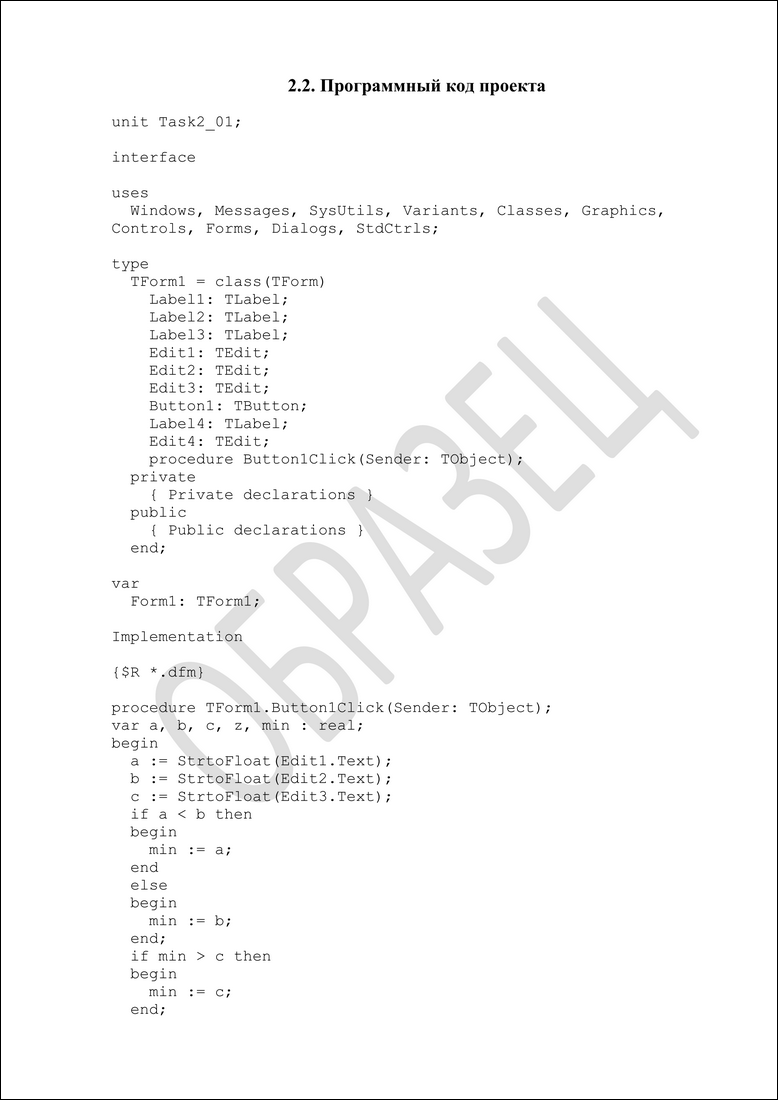 2.2. Программный код проекта
unit Task2_01;
interface
uses
Windows, Messages, SysUtils, Variants, Classes, Graphics,
Controls, Forms, Dialogs, StdCtrls;
type
TForm1 = class(TForm)
Label1: TLabel;
Label2: TLabel;
Label3: TLabel;
Edit1: TEdit;
Edit2: TEdit;
Edit3: TEdit;
Button1: TButton;
Label4: TLabel;
Edit4: TEdit;
procedure Button1Click(Sender: TObject);
private
{ Private declarations }
public
{ Public declarations }
end;
var
Form1: TForm1;
Implementation
{$R *.dfm}
procedure TForm1.Button1Click(Sender: TObject);
var a, b, c, z, min : real;
begin
a := StrtoFloat(Edit1.Text);
b := StrtoFloat(Edit2.Text);
c := StrtoFloat(Edit3.Text);
if a < b then
begin
min := a;
end
else
begin
min := b;
end;
if min > c then
begin
min := c;
end;
ОБРАЗЕЦ